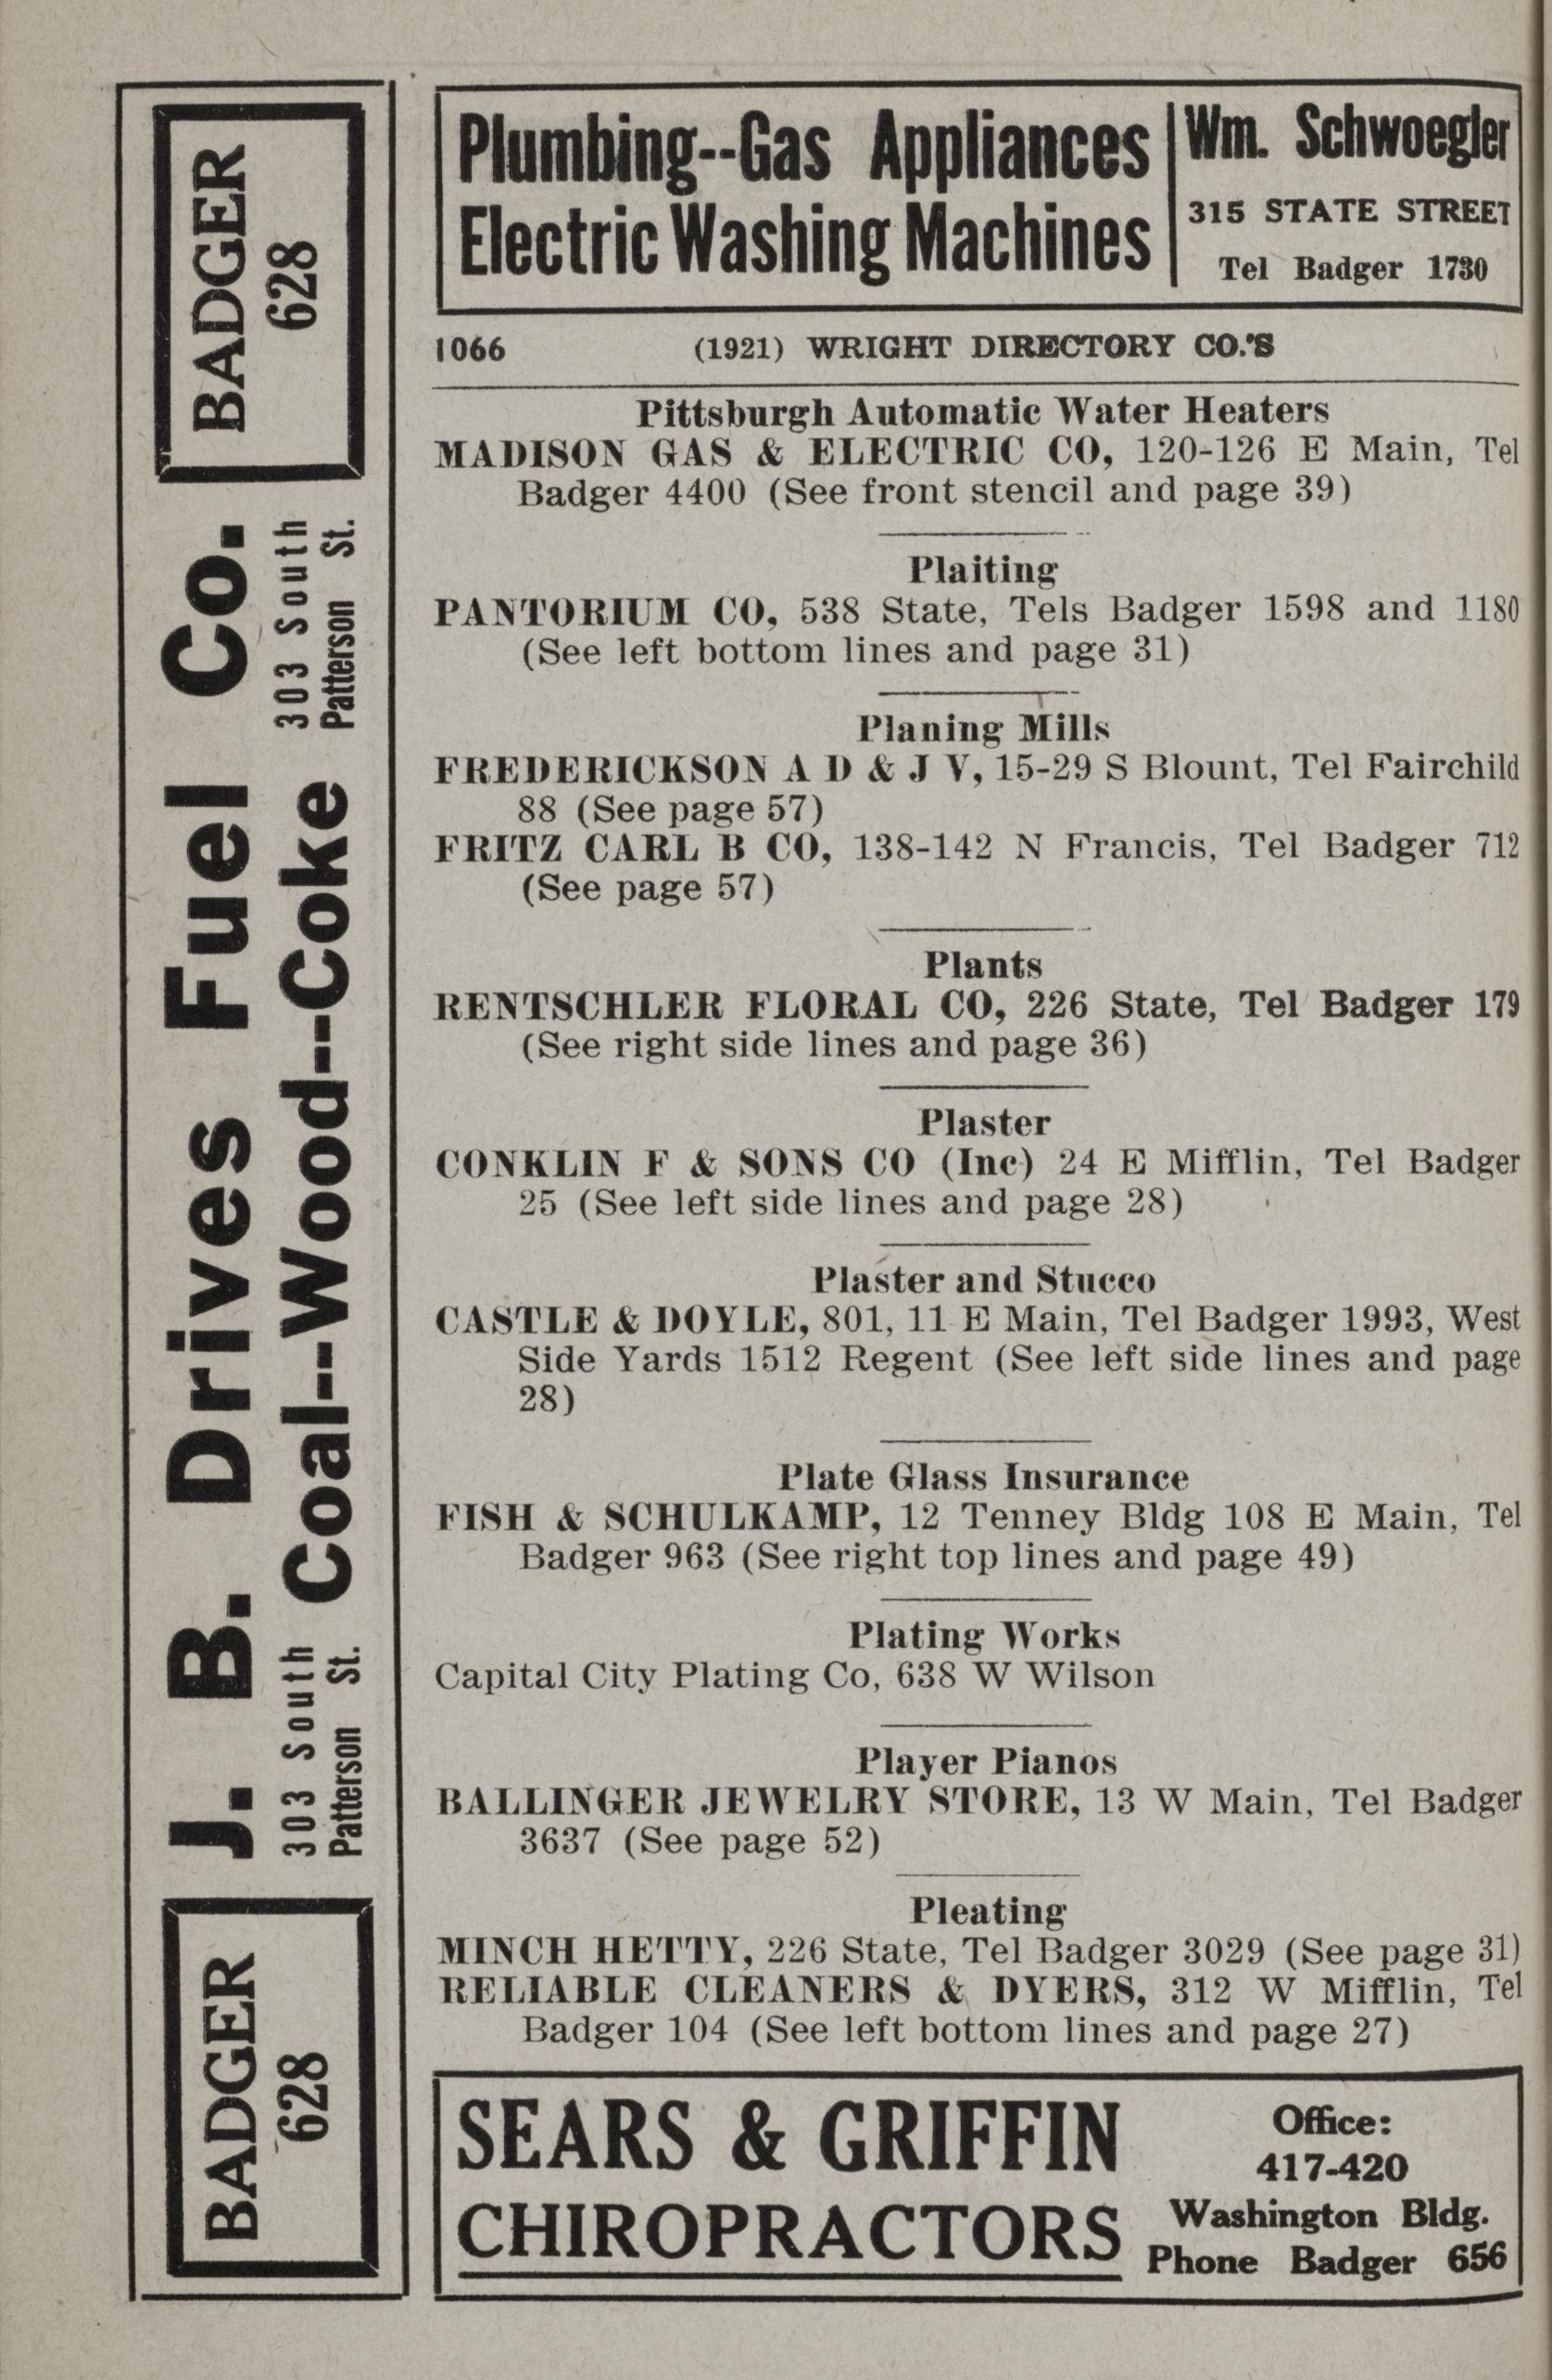 Plumbing--Gas Appliances
Electric Washing Machines
Wm. Schwoegler
315 STATE STREET
Tel Badger 1730
1066 (1921) WRIGHT DIRECTORY CO.'S
Pittsburgh Automatic Water Heaters
MADISON GAS & ELECTRIC CO, 120-126 E Main, Tel
Badger 4400 (See front stencil and page 39)
Plaiting
PANTORIUM CO, 538 State, Tels Badger 1598 and 1180
(See left bottom lines and page 31)
Planing Mills
FREDERICKSON A D & J V, 15-29 S Blount, Tel Fairchild
88 (See page 57)
FRITZ CARL B CO, 138-142 N Francis, Tel Badger 712
(See page 57)
Plants
RENTSCHLER FLORAL CO, 226 State, Tel Badger 179
(See right side lines and page 36)
Plaster
CONKLIN F & SONS CO (Inc) 24 E Mifflin, Tel Badger
25 (See left side lines and page 28)
Plaster and Stucco
CASTLE & DOYLE, 801, 11 E Main, Tel Badger 1993, West
Side Yards 1512 Regent (See left side lines and page
28)
Plate Glass Insurance
FISH & SCHULKAMP, 12 Tenney Bldg 108 E Main, Tel
Badger 963 (See right top lines and page 49)
Plating Works
Capital City Plating Co, 638 W Wilson
Player Pianos
BALLINGER JEWELRY STORE, 13 W Main, Tel Badger
3637 (See page 52)
Pleating
MINCH HETTY, 226 State, Tel Badger 3029 (See page 31)
RELIABLE CLEANERS & DYERS, 312 W Mifflin, Tel
Badger 104 (See left bottom lines and page 27)
SEARS & GRIFFIN
CHIROPRACTORS
Office:
417-420
Washington Bldg.
Phone Badger 656
BADGER
628
J. B. Drives Fuel Co.
303 South
Patterson St.
Coal--Wood--Coke
303 South
Patterson St.
BADGER
628